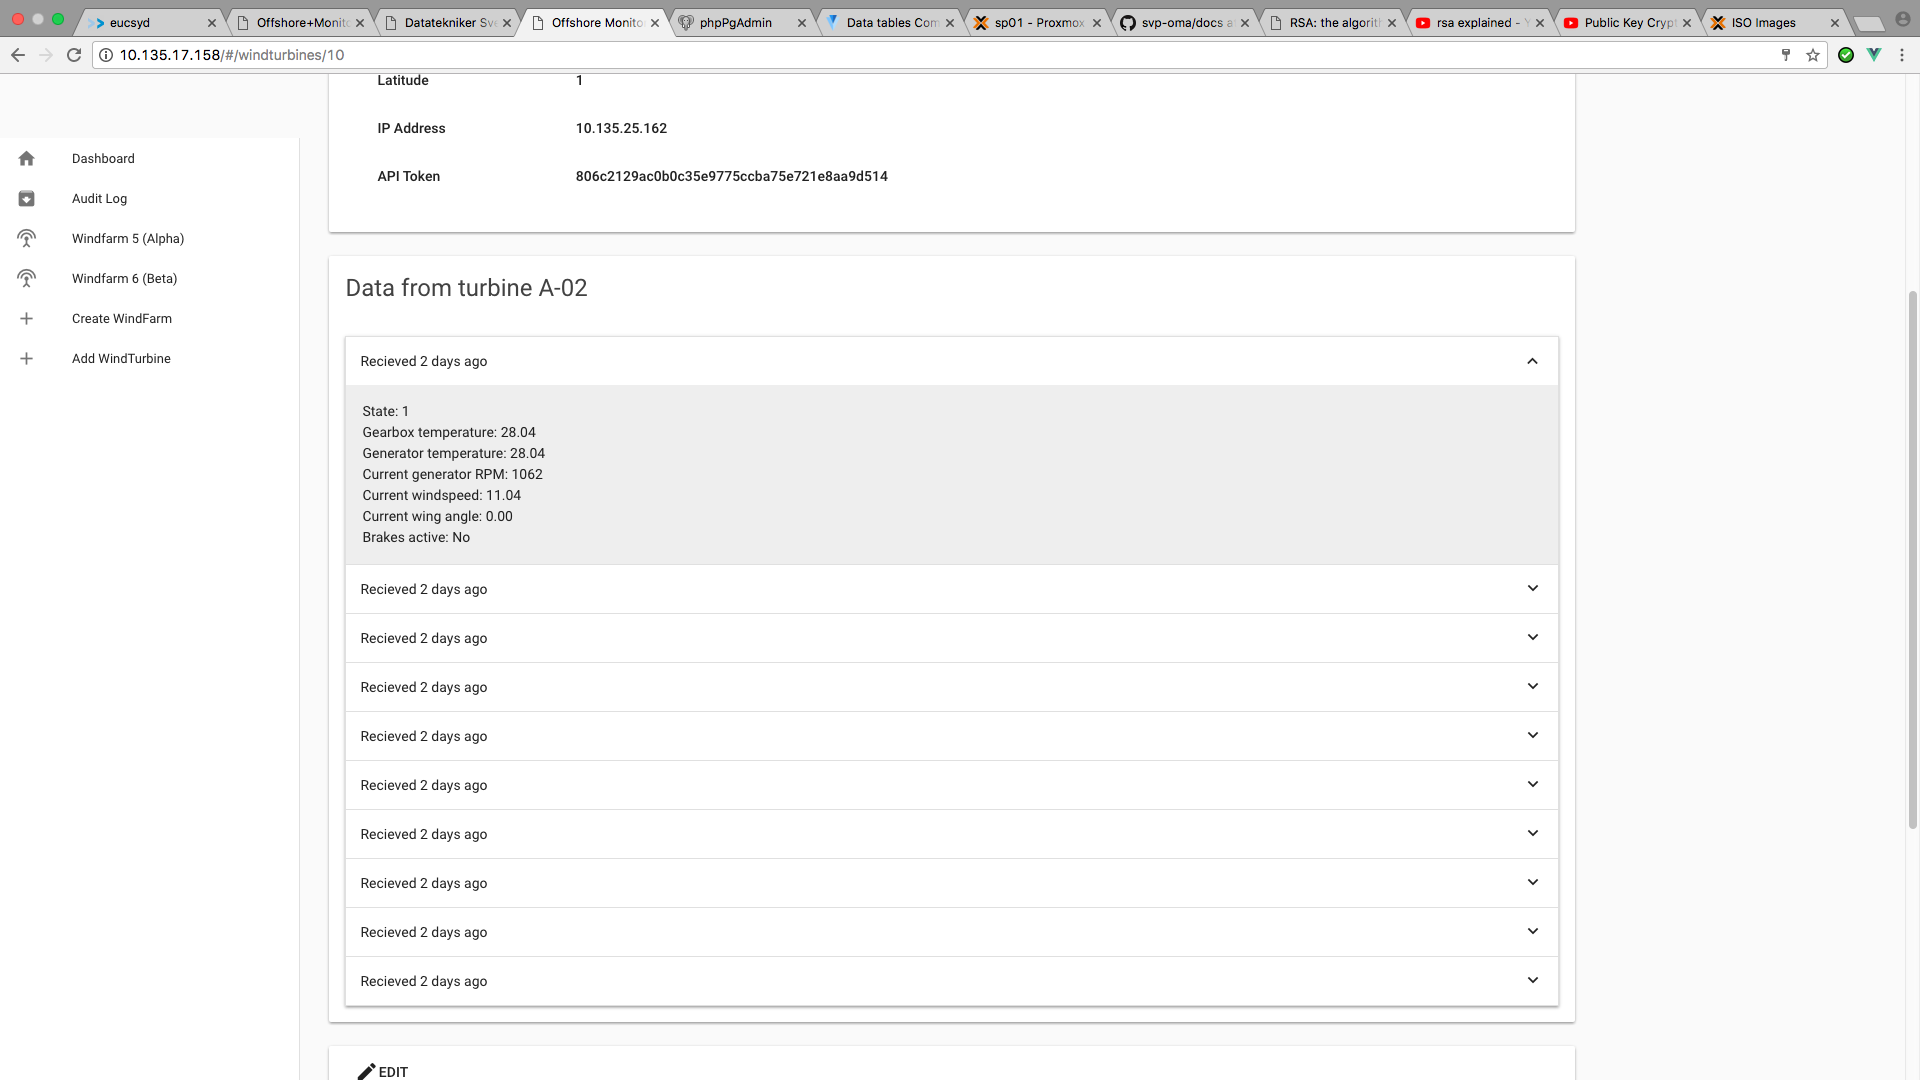 eucsyd
Offshore+Monito
Datatekniker Sve
Offshore Monito
phpPgAdmin
Data tables Com
sp01 - Proxmox
svp-oma/docs a
RSA: the algorith
rsa explained - Y
Public Key Crypt
ISO Images
10.135.17.158/#/windturbines/10
Latitude 1
IP Address 10.135.25.162
API Token 806c2129ac0b0c35e9775ccba75e721e8aa9d514
Dashboard
Audit Log
Windfarm 5 (Alpha)
Windfarm 6 (Beta)
Create WindFarm
Add WindTurbine
Data from turbine A-02
Recieved 2 days ago
State: 1
Gearbox temperature: 28.04
Generator temperature: 28.04
Current generator RPM: 1062
Current windspeed: 11.04
Current wing angle: 0.00
Brakes active: No
Recieved 2 days ago
Recieved 2 days ago
Recieved 2 days ago
Recieved 2 days ago
Recieved 2 days ago
Recieved 2 days ago
Recieved 2 days ago
Recieved 2 days ago
Recieved 2 days ago
EDIT